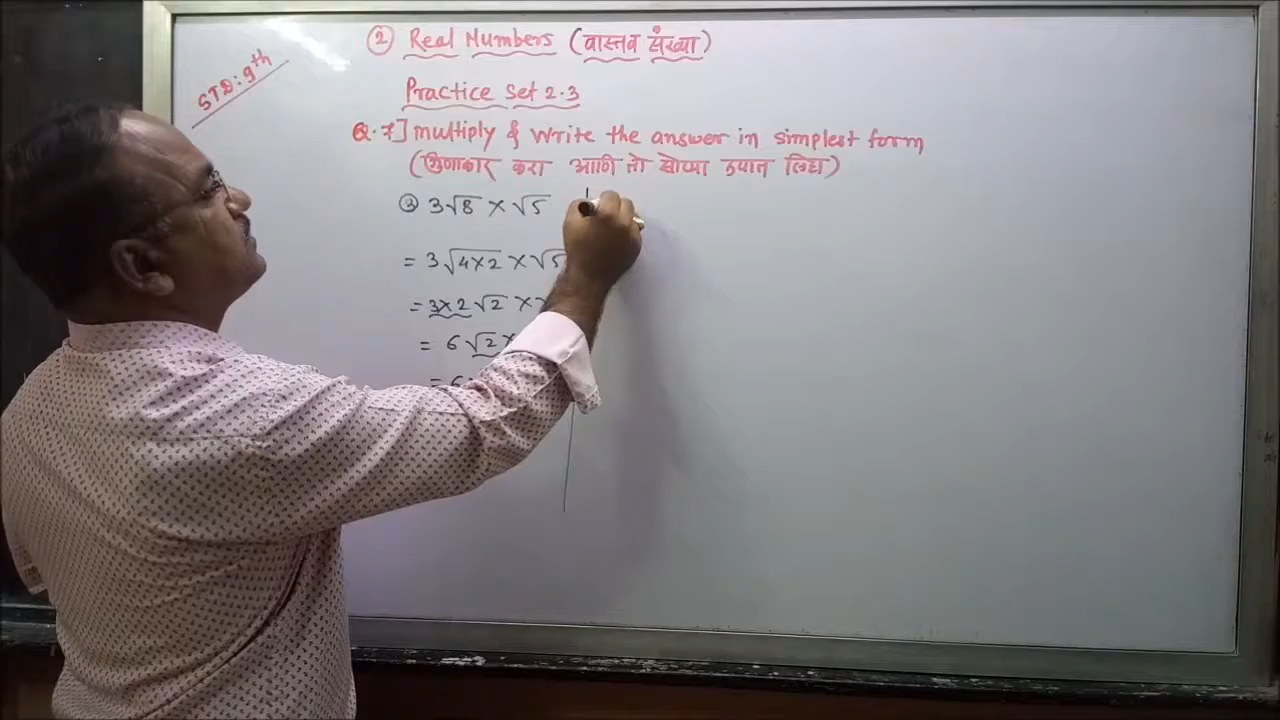 ② Real Numbers (वास्तव संख्या)
STD: 9th
Practice Set 2.3
Q.7] multiply & Write the answer in simplest form
(गुणाकार करा आणि तो सोप्या रुपात लिहा)
③ 3√8 × √5
= 3√4×2 × √5
= 3×2√2 ×
= 6√2 ×
= 6